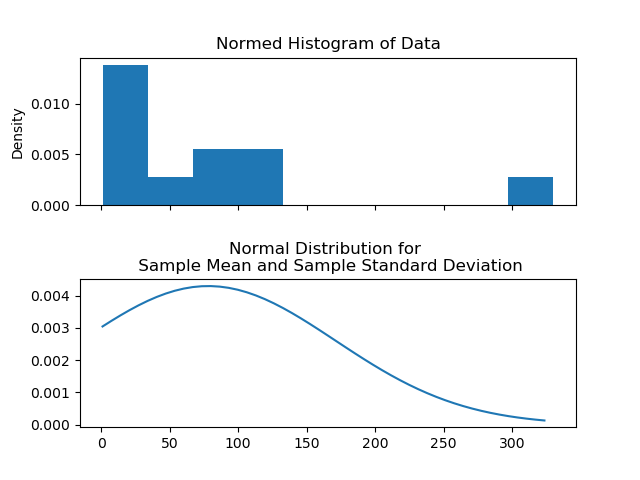 Normed Histogram of Data
Density
0.010
0.005
0.000
Normal Distribution for
Sample Mean and Sample Standard Deviation
0.004
0.003
0.002
0.001
0.000
0 50 100 150 200 250 300